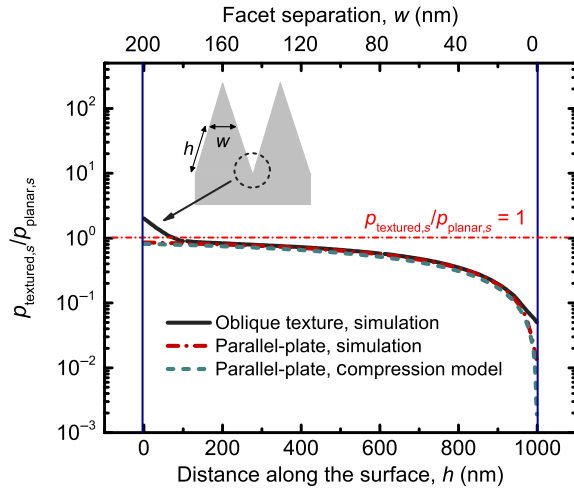 Facet separation, w (nm)
200 160 120 80 40 0
10²
10¹
10⁰
10⁻¹
10⁻²
10⁻³
p_textured,s/p_planar,s
h
w
p_textured,s/p_planar,s = 1
Oblique texture, simulation
Parallel-plate, simulation
Parallel-plate, compression model
0 200 400 600 800 1000
Distance along the surface, h (nm)